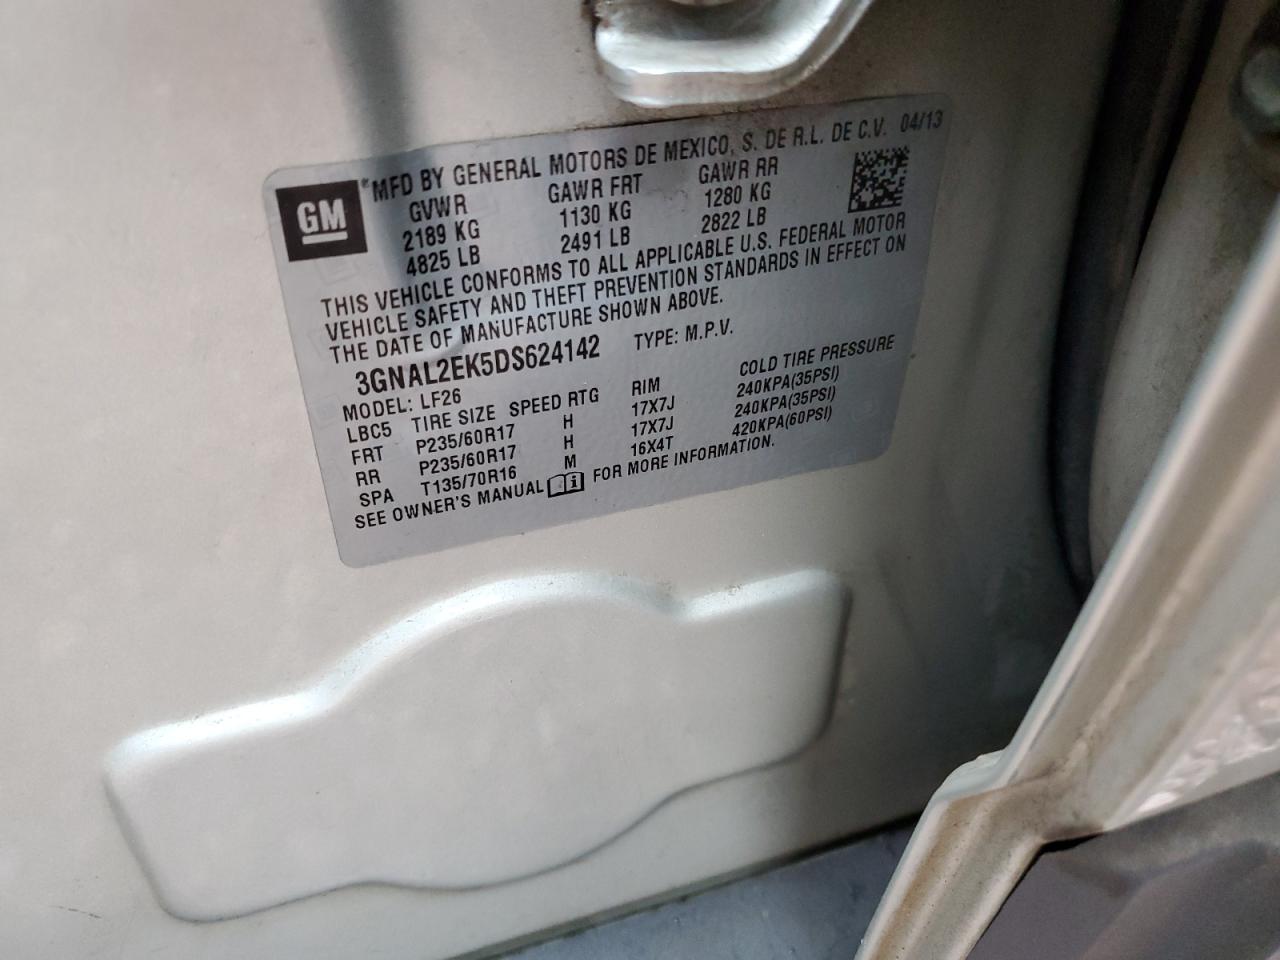 GM
® MFD BY GENERAL MOTORS DE MEXICO, S. DE R.L. DE C.V. 04/13
GVWR GAWR FRT GAWR RR
2189 KG 1130 KG 1280 KG
4825 LB 2491 LB 2822 LB
THIS VEHICLE CONFORMS TO ALL APPLICABLE U.S. FEDERAL MOTOR
VEHICLE SAFETY AND THEFT PREVENTION STANDARDS IN EFFECT ON
THE DATE OF MANUFACTURE SHOWN ABOVE.
3GNAL2EK5DS624142 TYPE: M.P.V.
MODEL: LF26
LBC5 TIRE SIZE SPEED RTG RIM COLD TIRE PRESSURE
FRT P235/60R17 H 17X7J 240KPA(35PSI)
RR P235/60R17 H 17X7J 240KPA(35PSI)
SPA T135/70R16 M 16X4T 420KPA(60PSI)
SEE OWNER'S MANUAL FOR MORE INFORMATION.